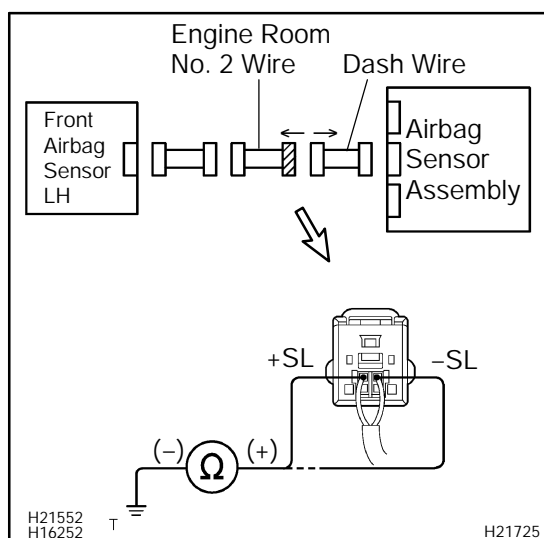 Engine Room
No. 2 Wire
Dash Wire
Front
Airbag
Sensor
LH
Airbag
Sensor
Assembly
+SL
−SL
(−)
Ω
(+)
H21552
H16252
T
H21725